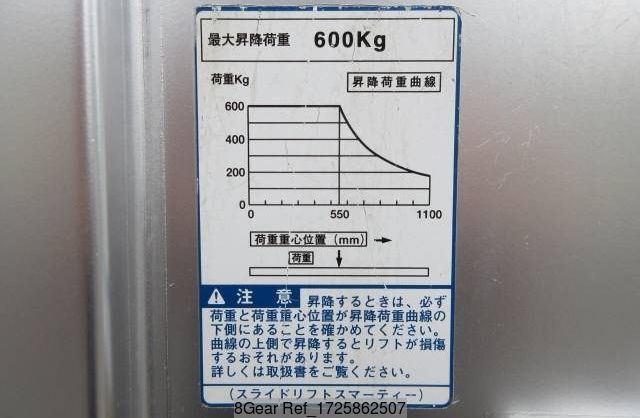 最大昇降荷重 600Kg
荷重Kg
昇降荷重曲線
600
400
200
0
0 550 1100
荷重重心位置(mm)
荷重
注意 昇降するときは、必ず
荷重と荷重重心位置が昇降荷重曲線の
下側にあることを確かめてください。
曲線の上側で昇降するとリフトが損傷
するおそれがあります。
詳しくは取扱書をご覧ください。
(スライドリフトスマーティー)
8Gear Ref_1725862507